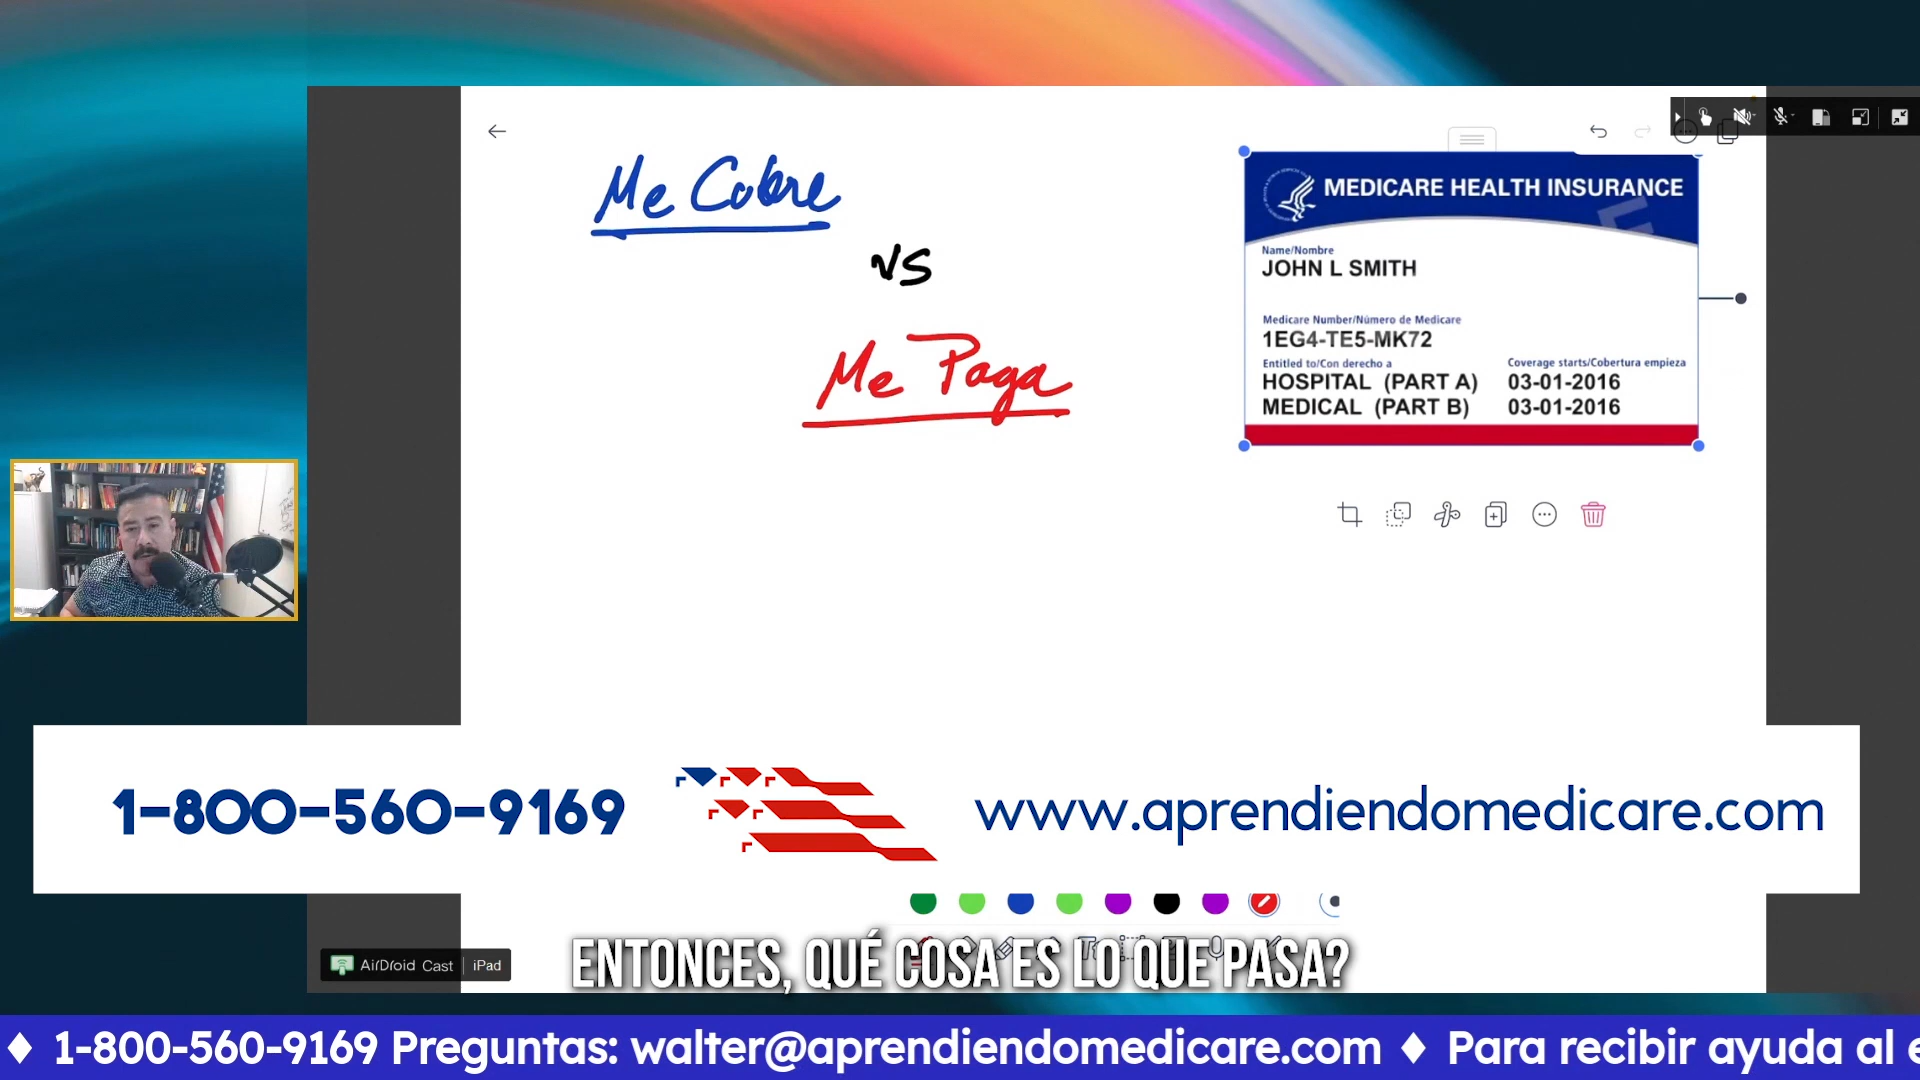 Me Cobre
vs
Me Paga
MEDICARE HEALTH INSURANCE
Name/Nombre
JOHN L SMITH
Medicare Number/Número de Medicare
1EG4-TE5-MK72
Entitled to/Con derecho a
Coverage starts/Cobertura empieza
HOSPITAL (PART A) 03-01-2016
MEDICAL (PART B) 03-01-2016
1-800-560-9169
www.aprendiendomedicare.com
AirDroid Cast | iPad
ENTONCES, QUÉ COSA ES LO QUE PASA?
♦ 1-800-560-9169 Preguntas: walter@aprendiendomedicare.com ♦ Para recibir ayuda al e